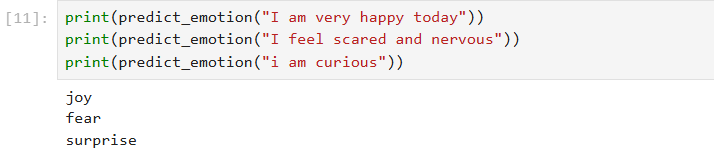 [11]: print(predict_emotion("I am very happy today"))
print(predict_emotion("I feel scared and nervous"))
print(predict_emotion("i am curious"))
joy
fear
surprise